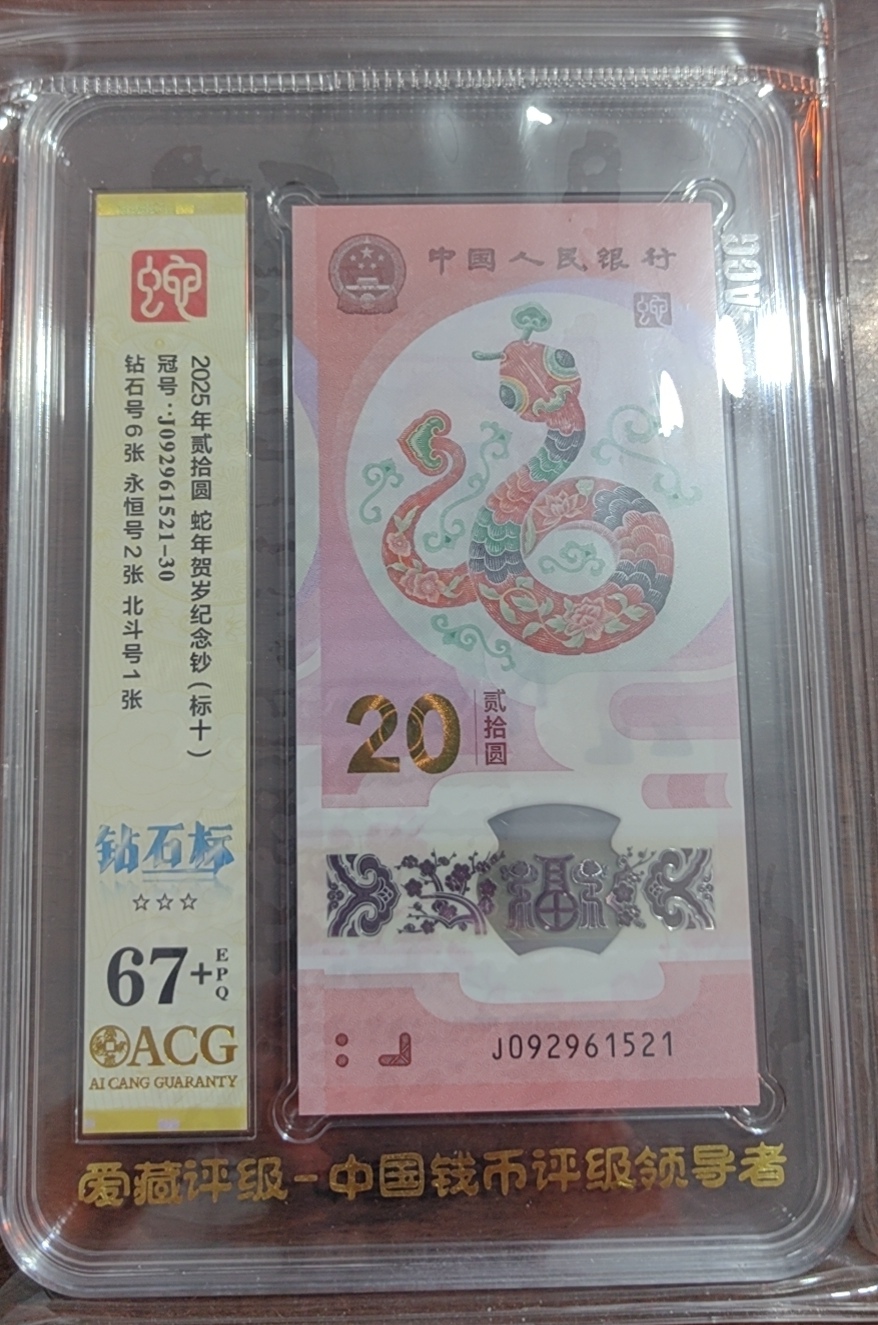 蛇
2025年贰拾圆 蛇年贺岁纪念钞(标十)
冠号:J092961521-30
钻石号6张 永恒号2张 北斗号1张
钻石标
☆☆☆
67+EPQ
ACG
AI CANG GUARANTY
中国人民银行
蛇
20
贰拾圆
福
J092961521
ACG
爱藏评级-中国钱币评级领导者